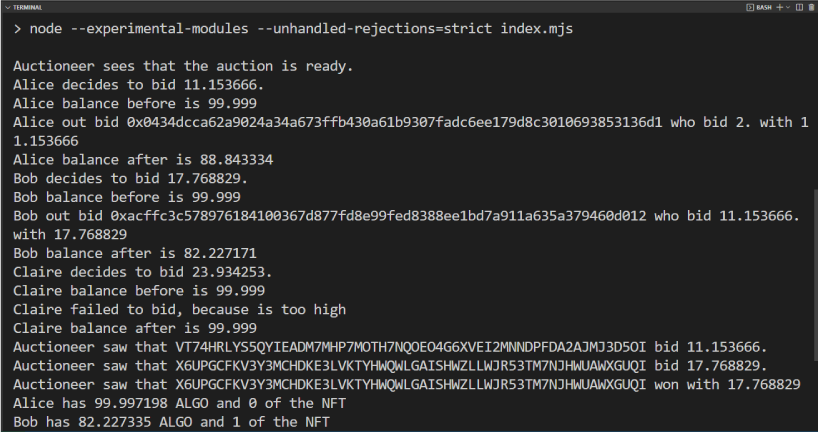 TERMINAL
BASH
> node --experimental-modules --unhandled-rejections=strict index.mjs
Auctioneer sees that the auction is ready.
Alice decides to bid 11.153666.
Alice balance before is 99.999
Alice out bid 0x0434dcca62a9024a34a673ffb430a61b9307fadc6ee179d8c3010693853136d1 who bid 2. with 1
1.153666
Alice balance after is 88.843334
Bob decides to bid 17.768829.
Bob balance before is 99.999
Bob out bid 0xacffc3c578976184100367d877fd8e99fed8388ee1bd7a911a635a379460d012 who bid 11.153666.
with 17.768829
Bob balance after is 82.227171
Claire decides to bid 23.934253.
Claire balance before is 99.999
Claire failed to bid, because is too high
Claire balance after is 99.999
Auctioneer saw that VT74HRLYS5QYIEADM7MHP7MOTH7NQOEO4G6XVEI2MNNDPFDA2AJMJ3D5OI bid 11.153666.
Auctioneer saw that X6UPGCFKV3Y3MCHDKE3LVKTYHWQWLGAISHWZLLWJR53TM7NJHWUAWXGUQI bid 17.768829.
Auctioneer saw that X6UPGCFKV3Y3MCHDKE3LVKTYHWQWLGAISHWZLLWJR53TM7NJHWUAWXGUQI won with 17.768829
Alice has 99.997198 ALGO and 0 of the NFT
Bob has 82.227335 ALGO and 1 of the NFT